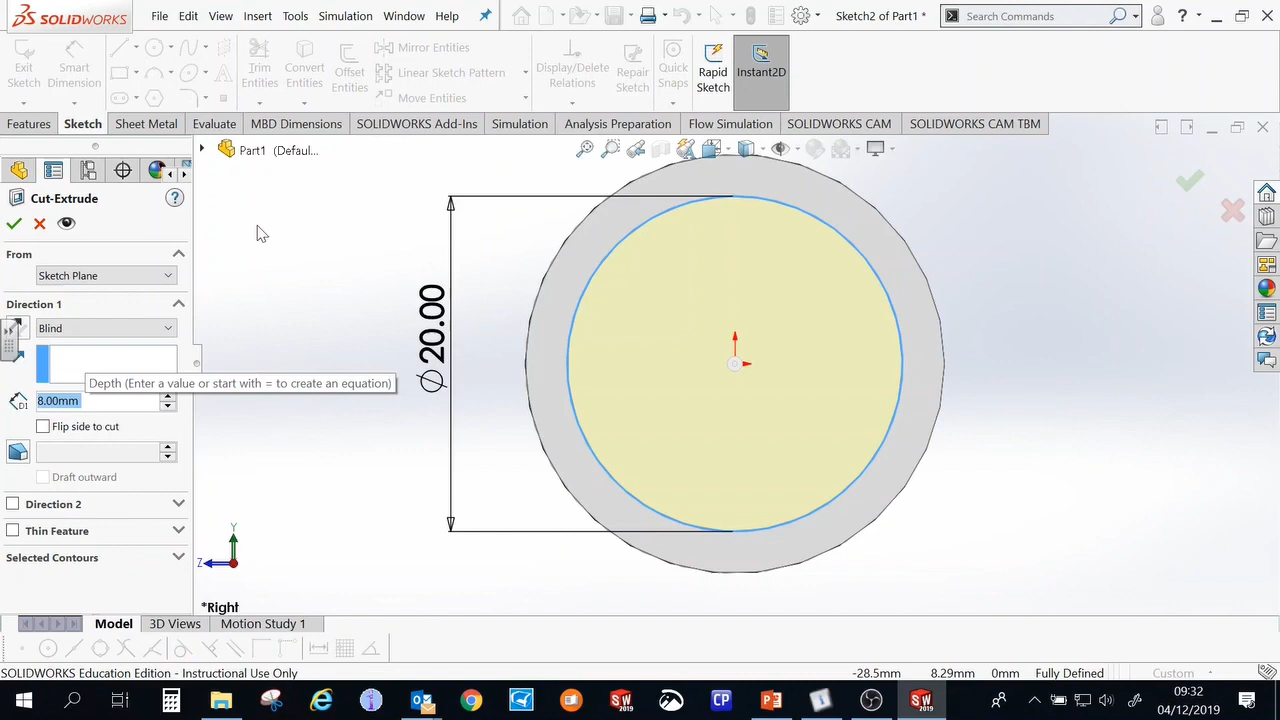 SOLIDWORKS File Edit View Insert Tools Simulation Window Help Sketch2 of Part1 * Search Commands ?
Exit Sketch Smart Dimension Trim Entities Convert Entities Offset Entities Mirror Entities Linear Sketch Pattern Move Entities Display/Delete Relations Repair Sketch Quick Snaps Rapid Sketch Instant2D
Features Sketch Sheet Metal Evaluate MBD Dimensions SOLIDWORKS Add-Ins Simulation Analysis Preparation Flow Simulation SOLIDWORKS CAM SOLIDWORKS CAM TBM
Part1 (Defaul...
Cut-Extrude ?
From
Sketch Plane
Direction 1
Blind
Depth (Enter a value or start with = to create an equation)
D1 8.00mm
Flip side to cut
Draft outward
Direction 2
Thin Feature
Selected Contours
∅ 20.00
Y
Z
*Right
Model 3D Views Motion Study 1
SOLIDWORKS Education Edition - Instructional Use Only -28.5mm 8.29mm 0mm Fully Defined Custom
SW 2019 CP SW 2019 09:32
04/12/2019